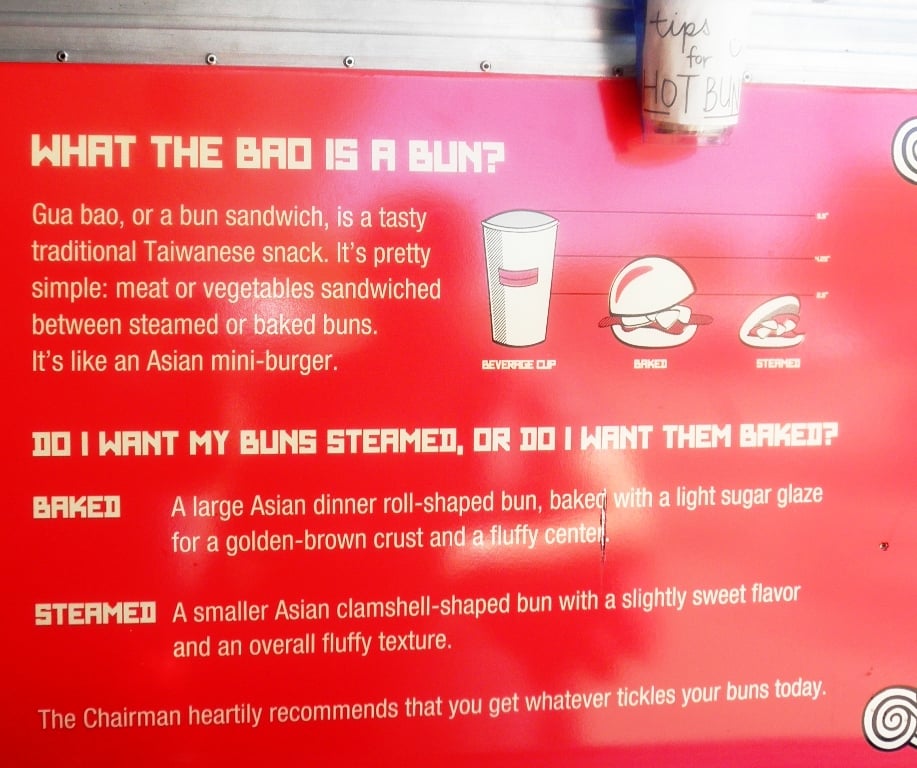 tips
for
HOT BUN
WHAT THE BAO IS A BUN?
Gua bao, or a bun sandwich, is a tasty
traditional Taiwanese snack. It's pretty
simple: meat or vegetables sandwiched
between steamed or baked buns.
It's like an Asian mini-burger.
BEVERAGE CUP
BAKED
STEAMED
DO I WANT MY BUNS STEAMED, OR DO I WANT THEM BAKED?
BAKED A large Asian dinner roll-shaped bun, baked with a light sugar glaze
for a golden-brown crust and a fluffy center.
STEAMED A smaller Asian clamshell-shaped bun with a slightly sweet flavor
and an overall fluffy texture.
The Chairman heartily recommends that you get whatever tickles your buns today.